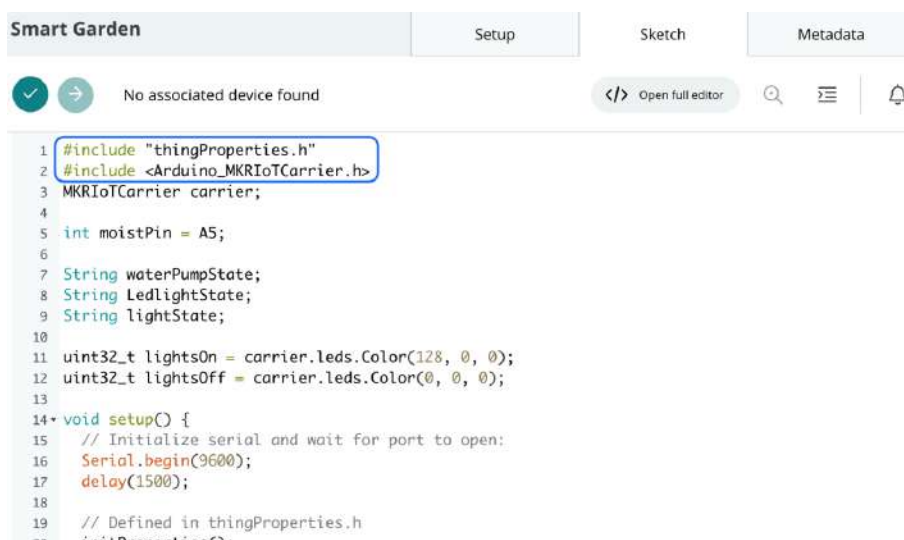 Smart Garden
Setup
Sketch
Metadata
No associated device found
</> Open full editor
1 #include "thingProperties.h"
2 #include <Arduino_MKRIoTCarrier.h>
3 MKRIoTCarrier carrier;
4
5 int moistPin = A5;
6
7 String waterPumpState;
8 String LedlightState;
9 String lightState;
10
11 uint32_t lightsOn = carrier.leds.Color(128, 0, 0);
12 uint32_t lightsOff = carrier.leds.Color(0, 0, 0);
13
14 void setup() {
15 // Initialize serial and wait for port to open:
16 Serial.begin(9600);
17 delay(1500);
18
19 // Defined in thingProperties.h